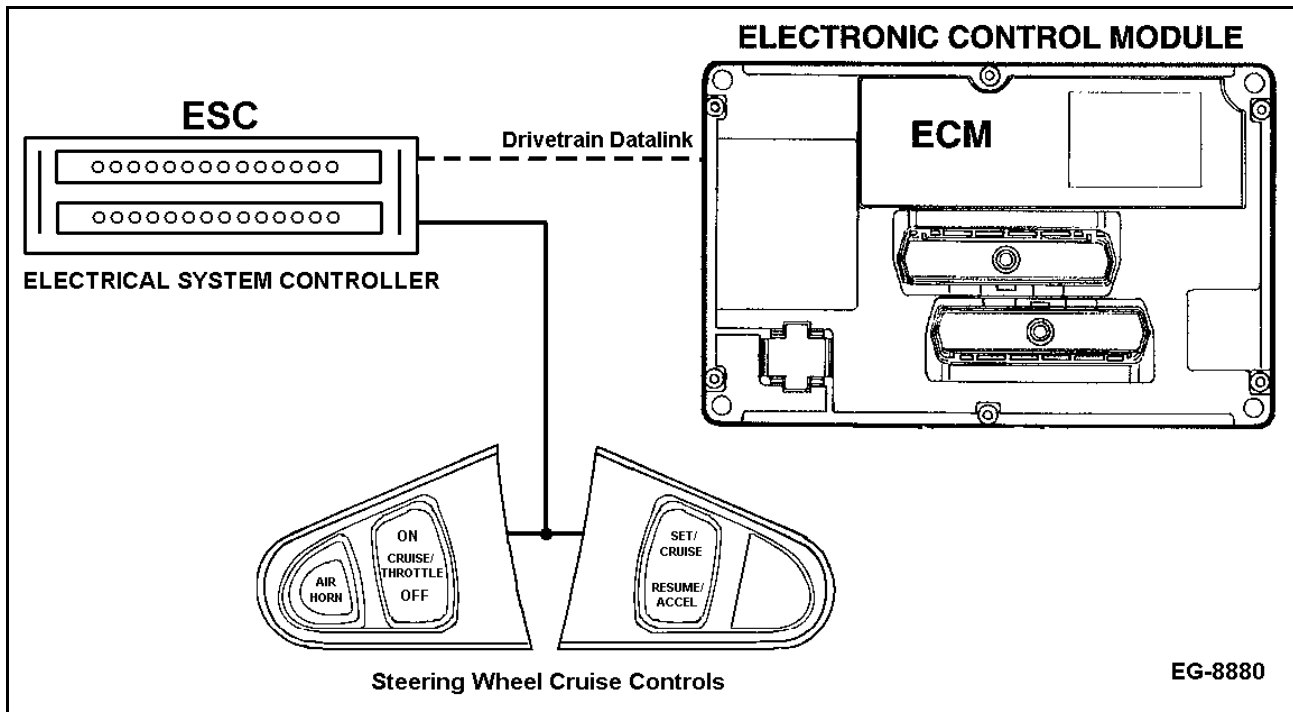 ELECTRONIC CONTROL MODULE
ESC
Drivetrain Datalink
ECM
ELECTRICAL SYSTEM CONTROLLER
ON
CRUISE/
THROTTLE
OFF
AIR
HORN
SET/
CRUISE
RESUME/
ACCEL
Steering Wheel Cruise Controls
EG-8880